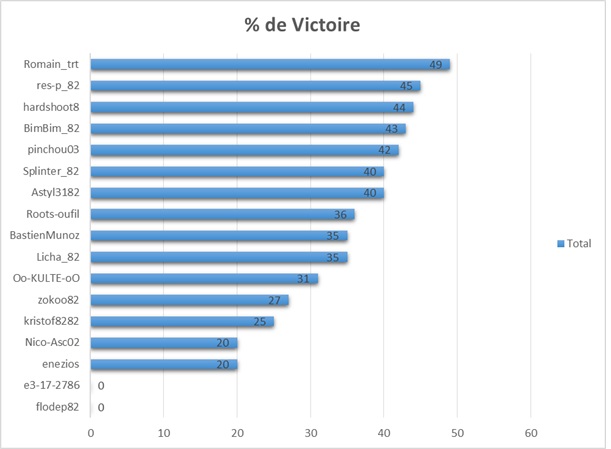 % de Victoire
Romain_trt 49
res-p_82 45
hardshoot8 44
BimBim_82 43
pinchou03 42
Splinter_82 40
Astyl3182 40
Roots-oufil 36
BastienMunoz 35
Licha_82 35
Oo-KULTE-oO 31
zokoo82 27
kristof8282 25
Nico-Asc02 20
enezios 20
e3-17-2786 0
flodep82 0
0 10 20 30 40 50 60
Total